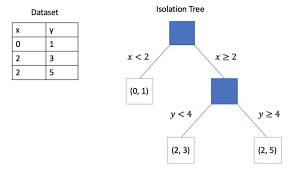 Dataset
x y
0 1
2 3
2 5
Isolation Tree
x < 2
x ≥ 2
(0, 1)
y < 4
y ≥ 4
(2, 3)
(2, 5)